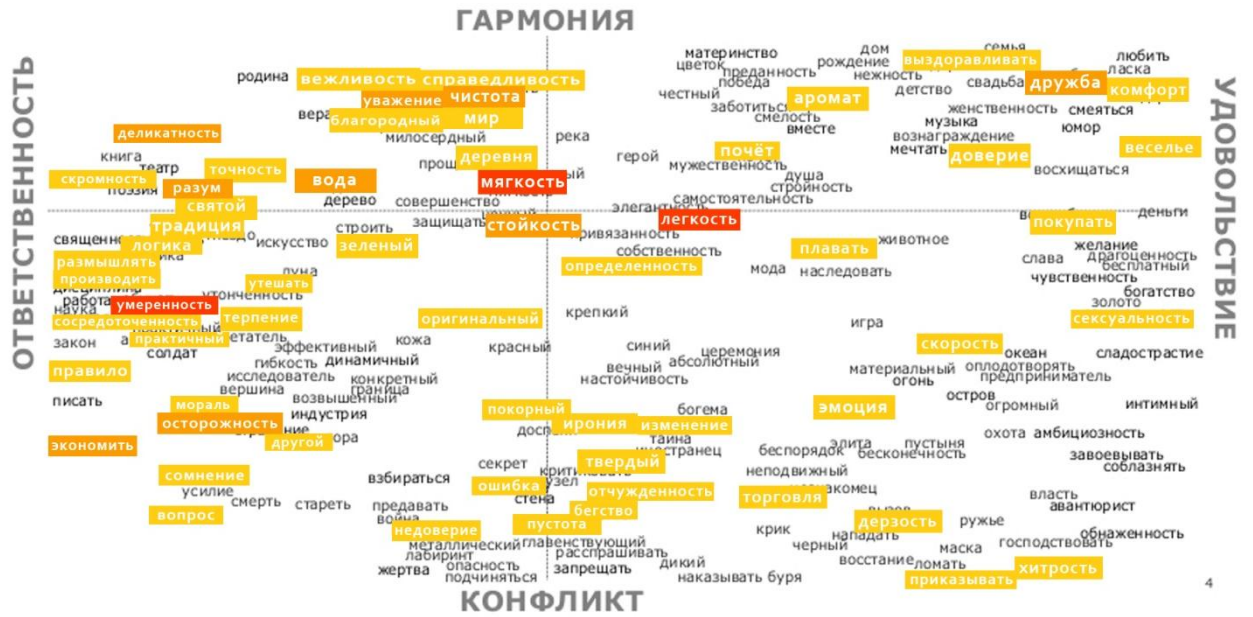 ГАРМОНИЯ
ОТВЕТСТВЕННОСТЬ
УДОВОЛЬСТВИЕ
материнство
дом
семья
любить
цветок
рождение
выздоравливать
ласка
родина
вежливость
справедливость
преданность
победа
нежность
свадьба
дружба
комфорт
честный
детство
уважение
чистота
аромат
заботиться
женственность
смеяться
благородный
мир
смелость
музыка
юмор
деликатность
милосердный
река
вместе
вознаграждение
книга
театр
точность
деревня
герой
почёт
мечтать
доверие
веселье
мужественность
восхищаться
скромность
поэзия
разум
вода
мягкость
душа
стройность
святой
дерево
совершенство
самостоятельность
элегантность
легкость
традиция
строить
защищать
стойкость
покупать
деньги
логика
искусство
зеленый
привязанность
плавать
животное
желание
размышлять
собственность
слава
драгоценность
производить
луна
определенность
мода
наследовать
бесплатный
дисциплина
утешать
чувственность
работа
умеренность
утонченность
богатство
наука
золото
сосредоточенность
терпение
оригинальный
крепкий
игра
сексуальность
закон
практичный
эффективный
кожа
красный
синий
церемония
скорость
океан
сладострастие
солдат
гибкость
динамичный
вечный
абсолютный
материальный
оплодотворять
правило
исследователь
конкретный
настойчивость
огонь
предприниматель
вершина
граница
возвышенный
остров
писать
мораль
индустрия
покорный
богема
эмоция
огромный
интимный
осторожность
ирония
изменение
экономить
другой
тайна
элита
пустыня
охота
амбициозность
иностранец
беспорядок
бесконечность
завоевывать
сомнение
секрет
критиковать
твердый
неподвижный
соблазнять
взбираться
ошибка
узел
усилие
стена
отчужденность
торговля
незнакомец
власть
смерть
стареть
предавать
бегство
авантюрист
вопрос
война
пустота
вызов
дерзость
ружье
недоверие
крик
нападать
обнаженность
металлический
главенствующий
черный
маска
господствовать
лабиринт
расспрашивать
восстание
ломать
хитрость
жертва
опасность
запрещать
дикий
подчиняться
наказывать
буря
приказывать
КОНФЛИКТ
4